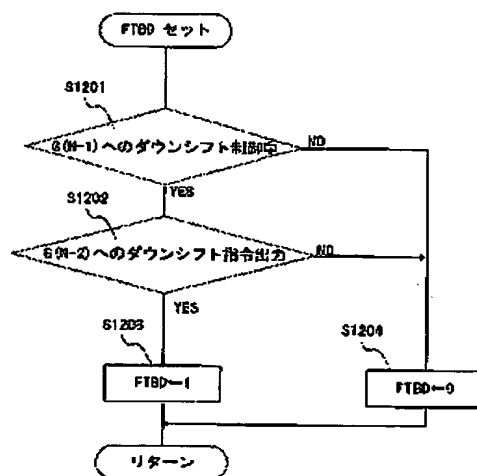 FTBD セット
S1201
G(N-1)へのダウンシフト制御中
NO
YES
S1202
G(N-2)へのダウンシフト指令出力
NO
YES
S1203
S1204
FTBD←1
FTBD←0
リターン